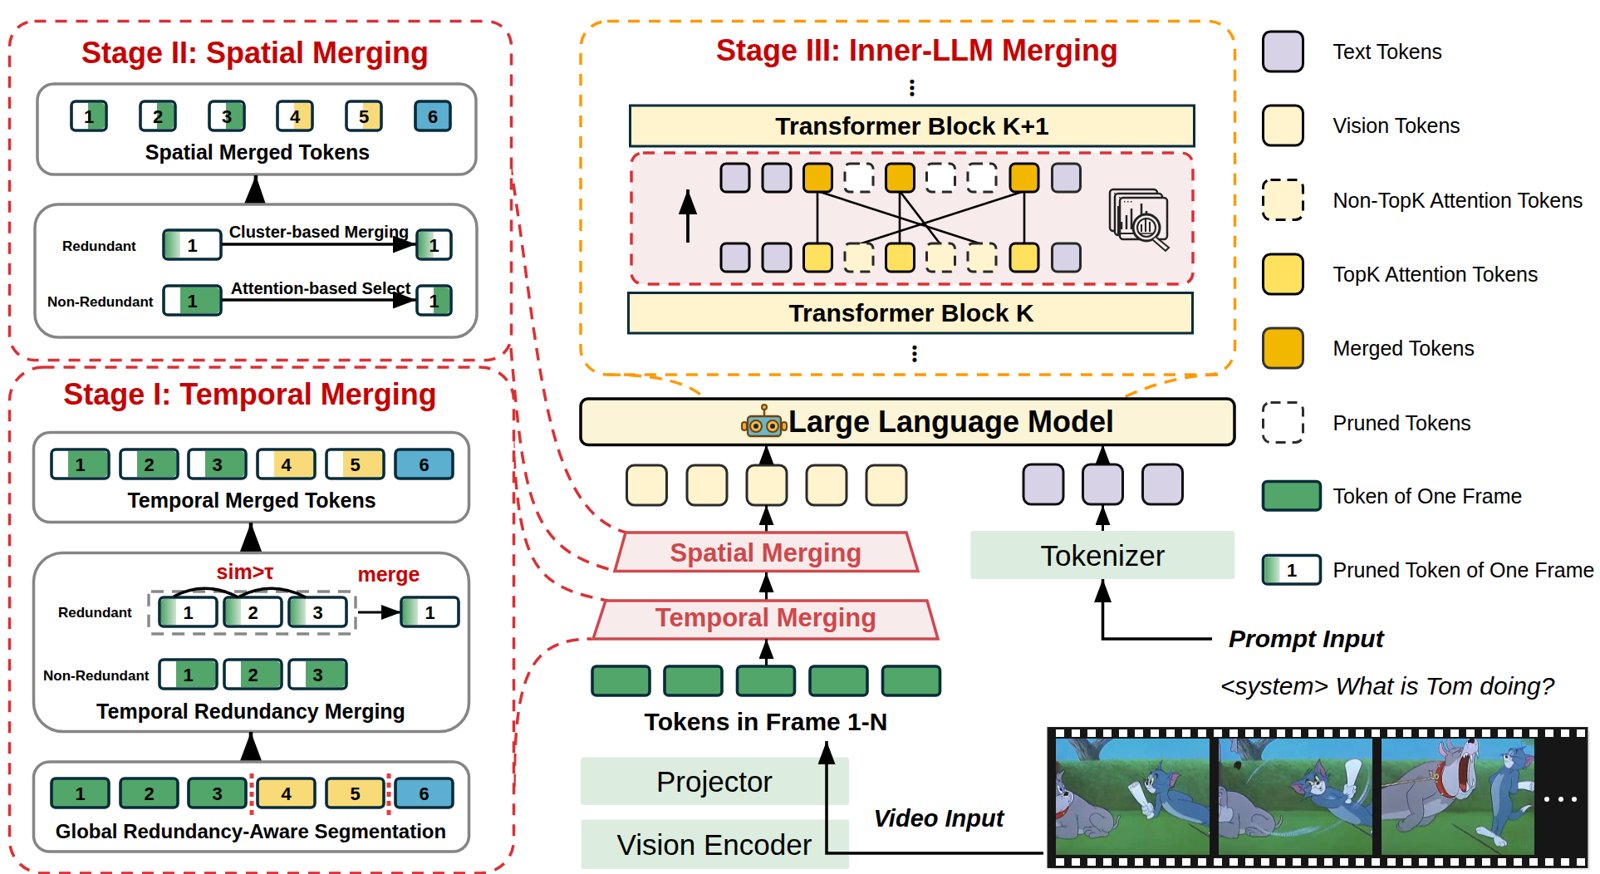 Stage II: Spatial Merging
1 2 3 4 5 6
Spatial Merged Tokens
Redundant 1 Cluster-based Merging 1
Non-Redundant 1 Attention-based Select 1
Stage I: Temporal Merging
1 2 3 4 5 6
Temporal Merged Tokens
sim>τ merge
Redundant 1 2 3 1
Non-Redundant 1 2 3
Temporal Redundancy Merging
1 2 3 4 5 6
Global Redundancy-Aware Segmentation
Stage III: Inner-LLM Merging
Transformer Block K+1
Transformer Block K
Large Language Model
Spatial Merging
Temporal Merging
Tokens in Frame 1-N
Projector
Vision Encoder
Video Input
Tokenizer
Prompt Input
<system> What is Tom doing?
Text Tokens
Vision Tokens
Non-TopK Attention Tokens
TopK Attention Tokens
Merged Tokens
Pruned Tokens
Token of One Frame
1 Pruned Token of One Frame